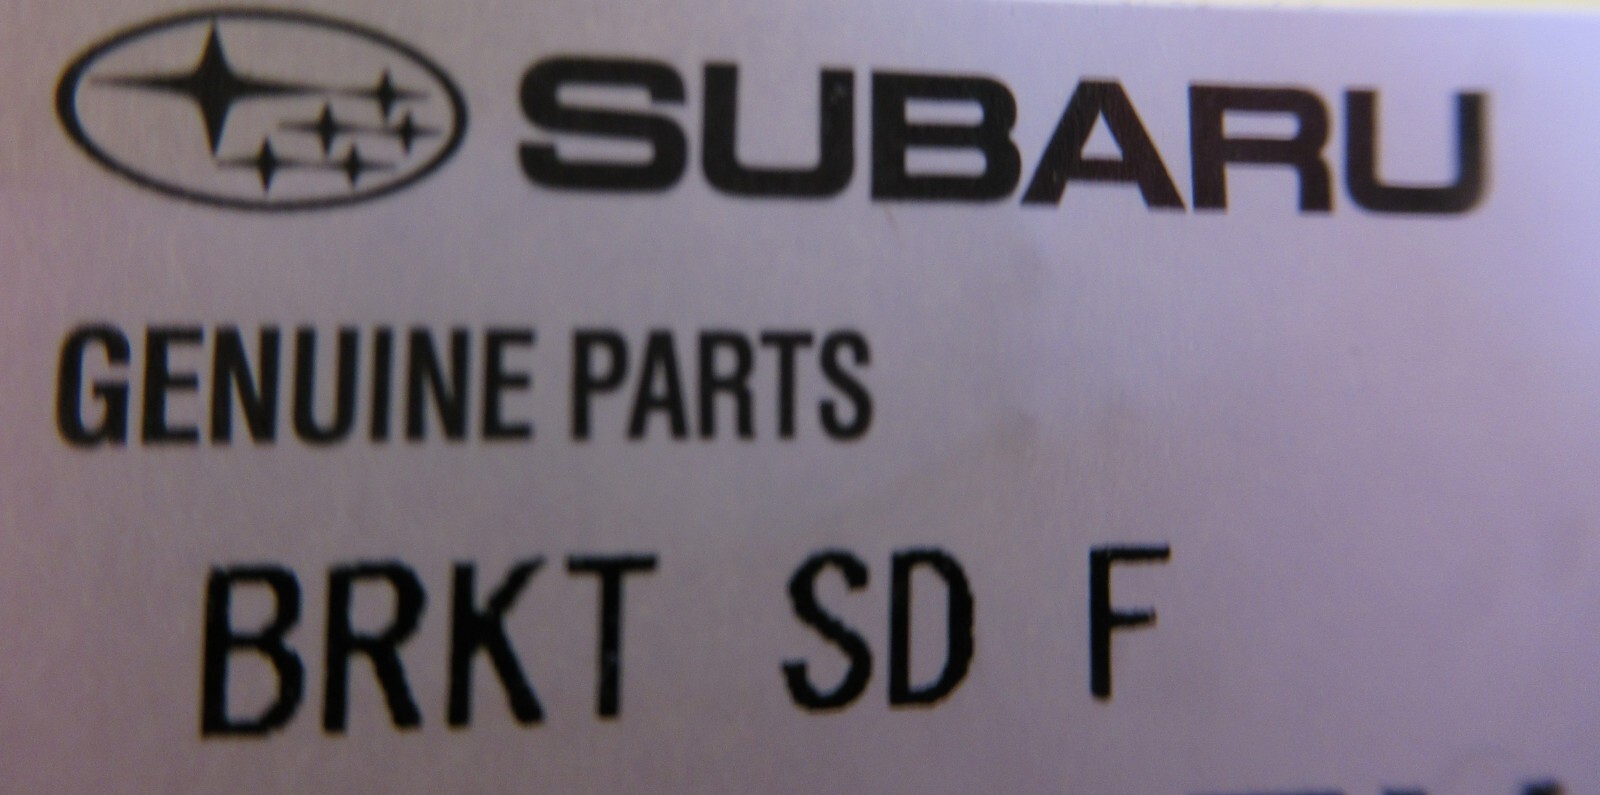 SUBARU
GENUINE PARTS
BRKT SD F